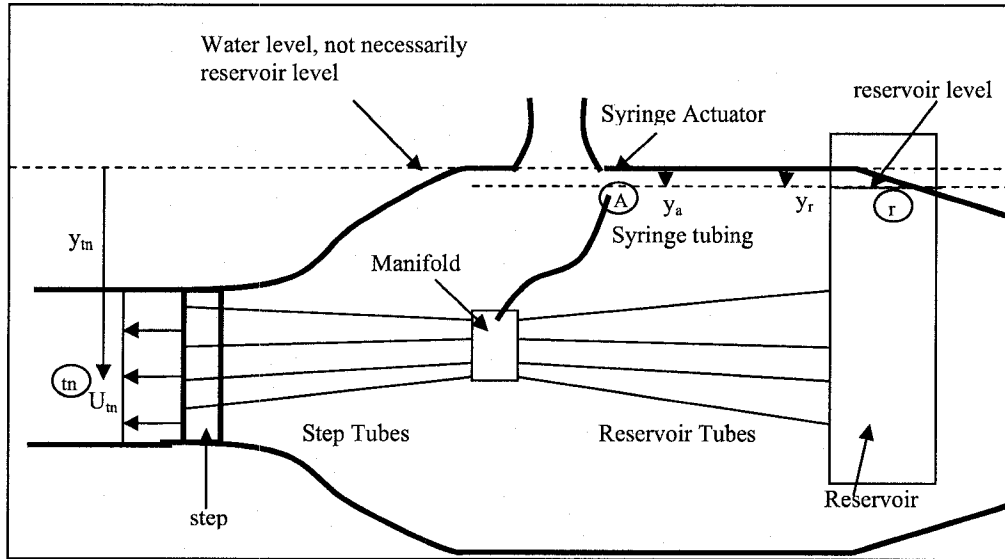 Water level, not necessarily
reservoir level
reservoir level
Syringe Actuator
A
y_a
y_r
r
Syringe tubing
y_tn
Manifold
tn
U_tn
Step Tubes
Reservoir Tubes
Reservoir
step